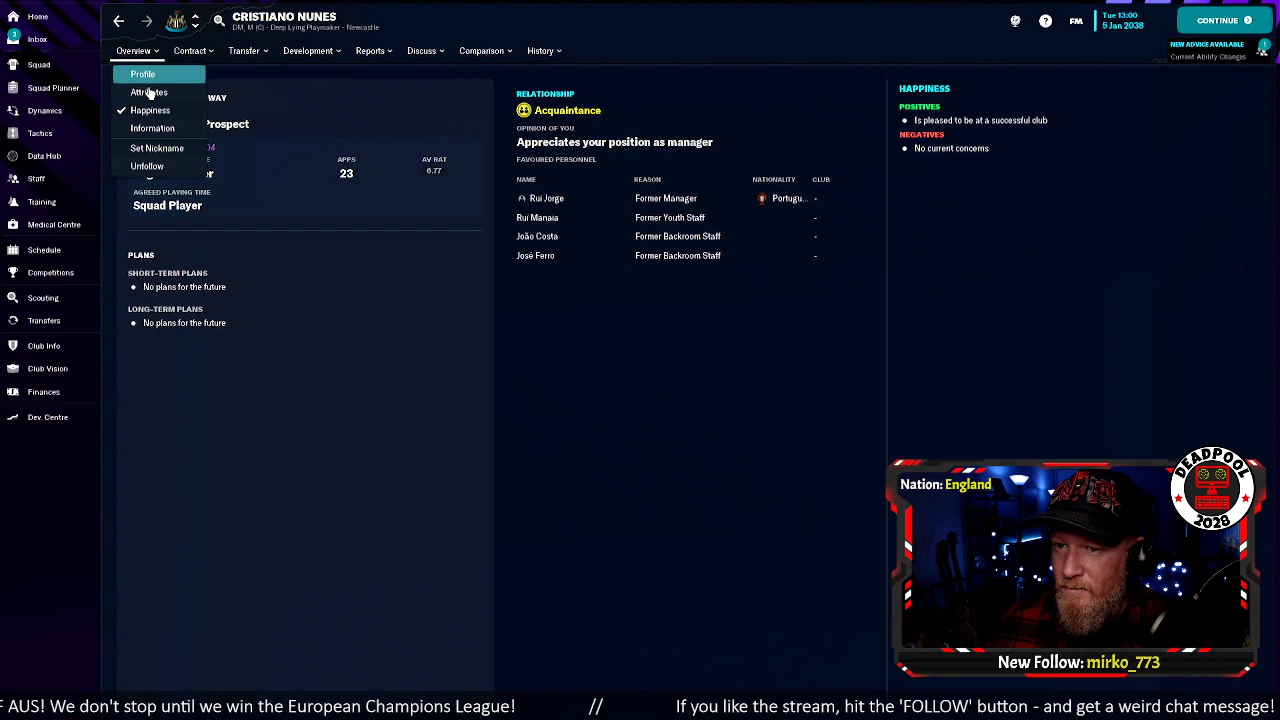 CRISTIANO NUNES
DM, M (C) - Deep Lying Playmaker - Newcastle
FM
Tue 13:00
5 Jan 2038
CONTINUE
NEW ADVICE AVAILABLE
Current Ability Changes
1
Home
3
Inbox
Squad
Squad Planner
Dynamics
Tactics
Data Hub
Staff
Training
Medical Centre
Schedule
Competitions
Scouting
Transfers
Club Info
Club Vision
Finances
Dev. Centre
Overview
Contract
Transfer
Development
Reports
Discuss
Comparison
History
Profile
Attributes
Happiness
Information
Set Nickname
Unfollow
APPS
23
AV RAT
6.77
AGREED PLAYING TIME
Squad Player
PLANS
SHORT-TERM PLANS
No plans for the future
LONG-TERM PLANS
No plans for the future
RELATIONSHIP
Acquaintance
OPINION OF YOU
Appreciates your position as manager
FAVOURED PERSONNEL
NAME REASON NATIONALITY CLUB
Rui Jorge Former Manager Portugu... -
Rui Manaia Former Youth Staff -
João Costa Former Backroom Staff -
José Ferro Former Backroom Staff -
HAPPINESS
POSITIVES
Is pleased to be at a successful club
NEGATIVES
No current concerns
Nation: England
DEADPOOL
2028
New Follow: mirko_773
F AUS! We don't stop until we win the European Champions League! // If you like the stream, hit the 'FOLLOW' button - and get a weird chat message!